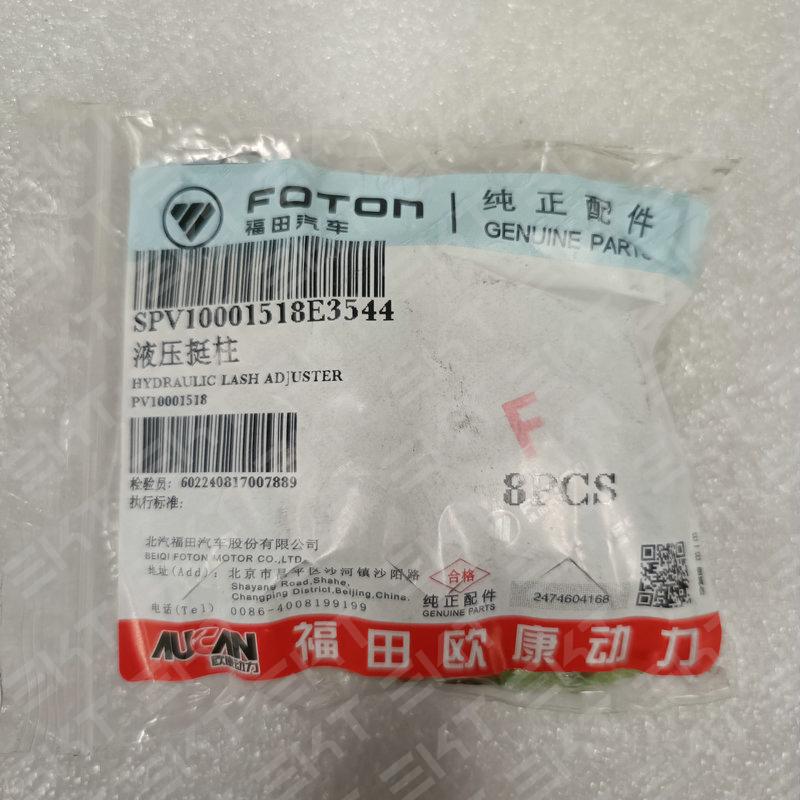 FOTON
福田汽车
纯正配件
GENUINE PARTS
SPV10001518E3544
液压挺柱
HYDRAULIC LASH ADJUSTER
PV10001518
F
8PCS
检验员: 602240817007889
执行标准:
北汽福田汽车股份有限公司
BEIQI FOTON MOTOR CO.,LTD.
地址(Add): 北京市昌平区沙河镇沙阳路
Shayang Road,Shahe,
Changping District,Beijing,China.
电话(Tel) 0086-4008199199
合格
纯正配件
GENUINE PARTS
2474604168
AUCAN
欧康动力
福田欧康动力
EKT